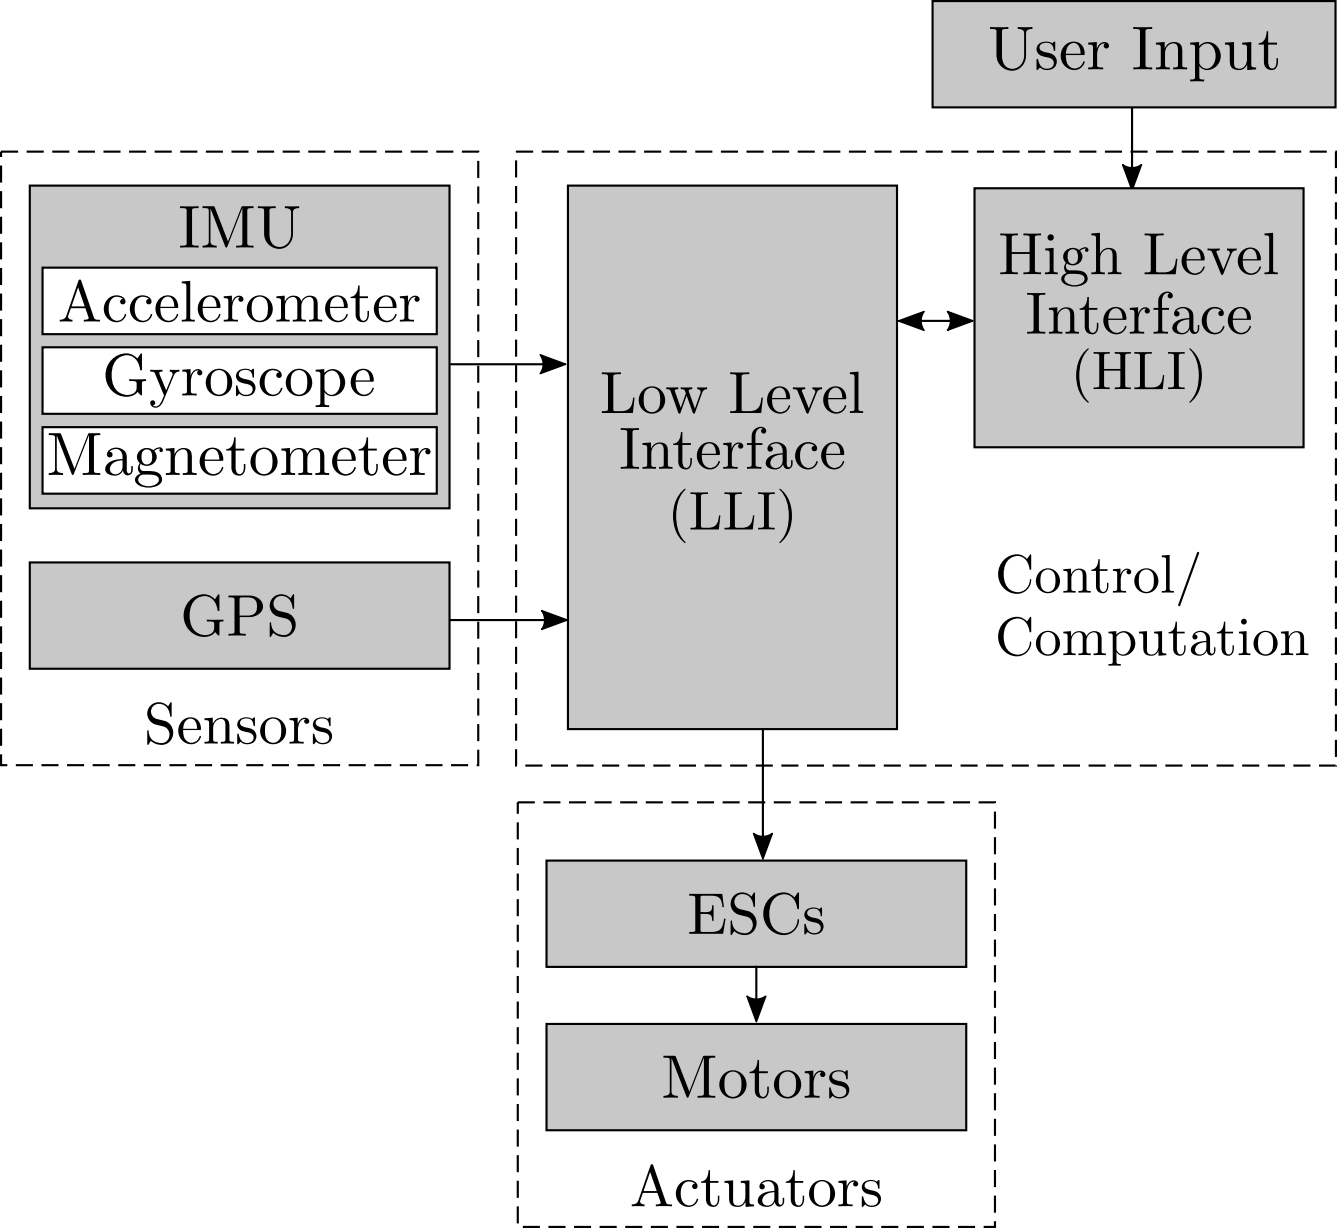 User Input
IMU
Accelerometer
Gyroscope
Magnetometer
GPS
Sensors
Low Level
Interface
(LLI)
High Level
Interface
(HLI)
Control/
Computation
ESCs
Motors
Actuators